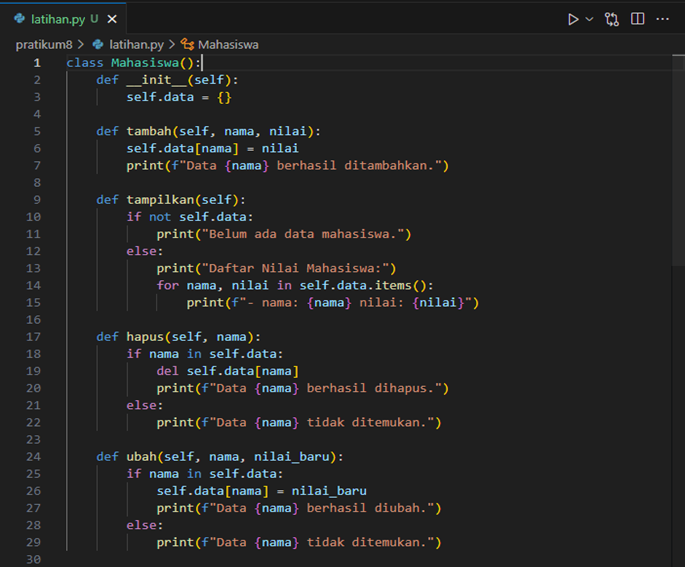 latihan.py U
pratikum8 > latihan.py > Mahasiswa
1 class Mahasiswa():
2     def __init__(self):
3         self.data = {}
4
5     def tambah(self, nama, nilai):
6         self.data[nama] = nilai
7         print(f"Data {nama} berhasil ditambahkan.")
8
9     def tampilkan(self):
10         if not self.data:
11             print("Belum ada data mahasiswa.")
12         else:
13             print("Daftar Nilai Mahasiswa:")
14             for nama, nilai in self.data.items():
15                 print(f"- nama: {nama} nilai: {nilai}")
16
17     def hapus(self, nama):
18         if nama in self.data:
19             del self.data[nama]
20             print(f"Data {nama} berhasil dihapus.")
21         else:
22             print(f"Data {nama} tidak ditemukan.")
23
24     def ubah(self, nama, nilai_baru):
25         if nama in self.data:
26             self.data[nama] = nilai_baru
27             print(f"Data {nama} berhasil diubah.")
28         else:
29             print(f"Data {nama} tidak ditemukan.")
30